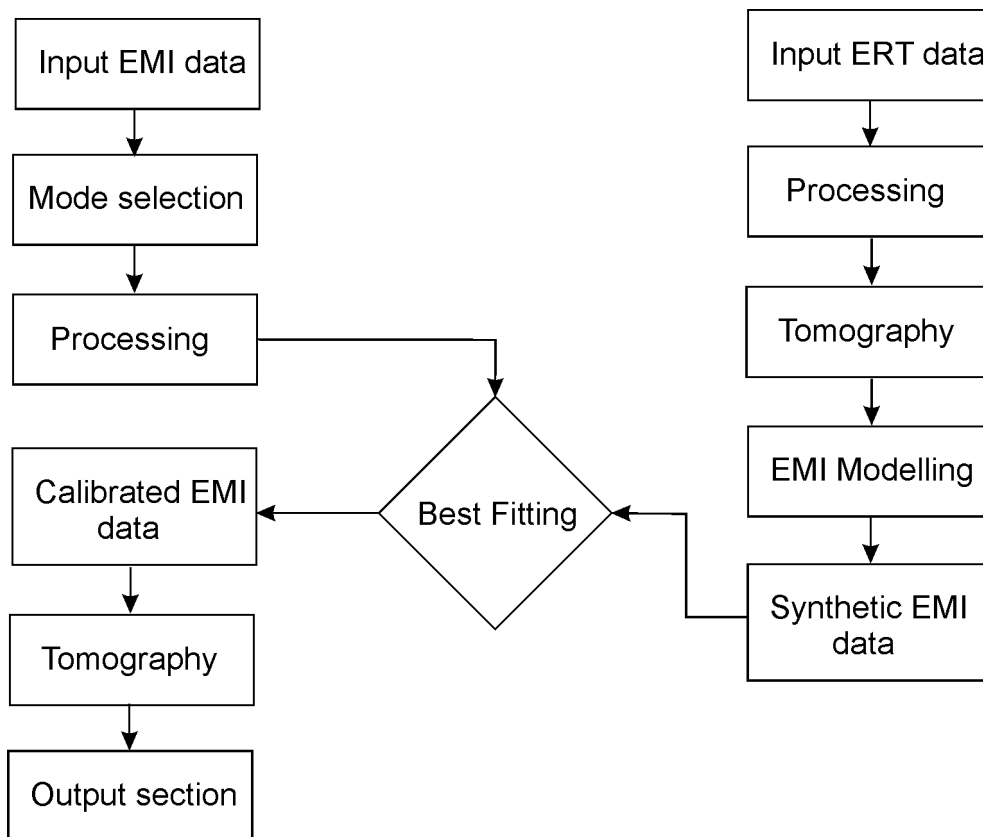 Input EMI data
Mode selection
Processing
Calibrated EMI
data
Tomography
Output section
Best Fitting
Input ERT data
Processing
Tomography
EMI Modelling
Synthetic EMI
data